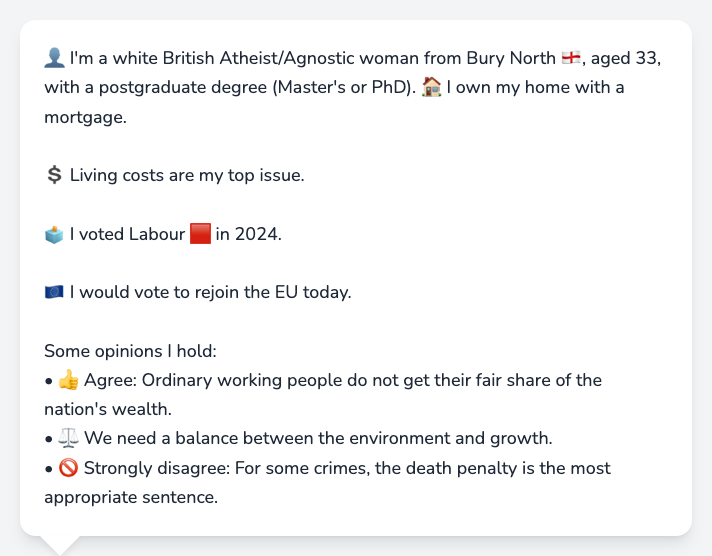 👤 I'm a white British Atheist/Agnostic woman from Bury North 🏴󠁧󠁢󠁥󠁮󠁧󠁿, aged 33,
with a postgraduate degree (Master's or PhD). 🏠 I own my home with a
mortgage.
💲 Living costs are my top issue.
🗳️ I voted Labour 🟥 in 2024.
🇪🇺 I would vote to rejoin the EU today.
Some opinions I hold:
• 👍 Agree: Ordinary working people do not get their fair share of the
nation's wealth.
• ⚖️ We need a balance between the environment and growth.
• 🚫 Strongly disagree: For some crimes, the death penalty is the most
appropriate sentence.